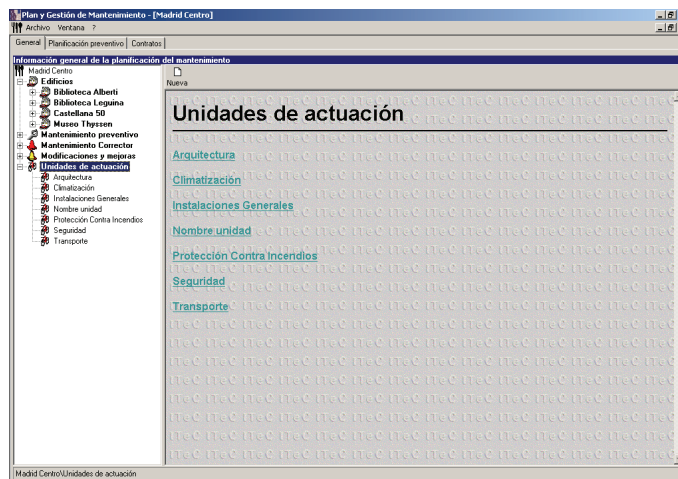 Plan y Gestión de Mantenimiento - [Madrid Centro]
Archivo Ventana ?
General Planificación preventivo Contratos
Información general de la planificación del mantenimiento
Madrid Centro
Edificios
Biblioteca Alberti
Biblioteca Leguina
Castellana 50
Museo Thyssen
Mantenimiento preventivo
Mantenimiento Corrector
Modificaciones y mejoras
Unidades de actuación
Arquitectura
Climatización
Instalaciones Generales
Nombre unidad
Protección Contra Incendios
Seguridad
Transporte
Nueva
Unidades de actuación
Arquitectura
Climatización
Instalaciones Generales
Nombre unidad
Protección Contra Incendios
Seguridad
Transporte
Madrid Centro\Unidades de actuación